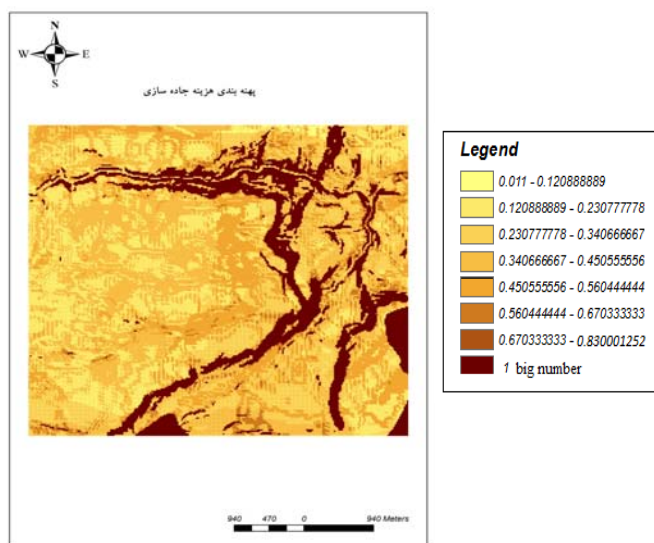 N
W E
S
پهنه بندی هزینه جاده سازی
Legend
0.011 - 0.120888889
0.120888889 - 0.230777778
0.230777778 - 0.340666667
0.340666667 - 0.450555556
0.450555556 - 0.560444444
0.560444444 - 0.670333333
0.670333333 - 0.830001252
1 big number
940 470 0 940 Meters